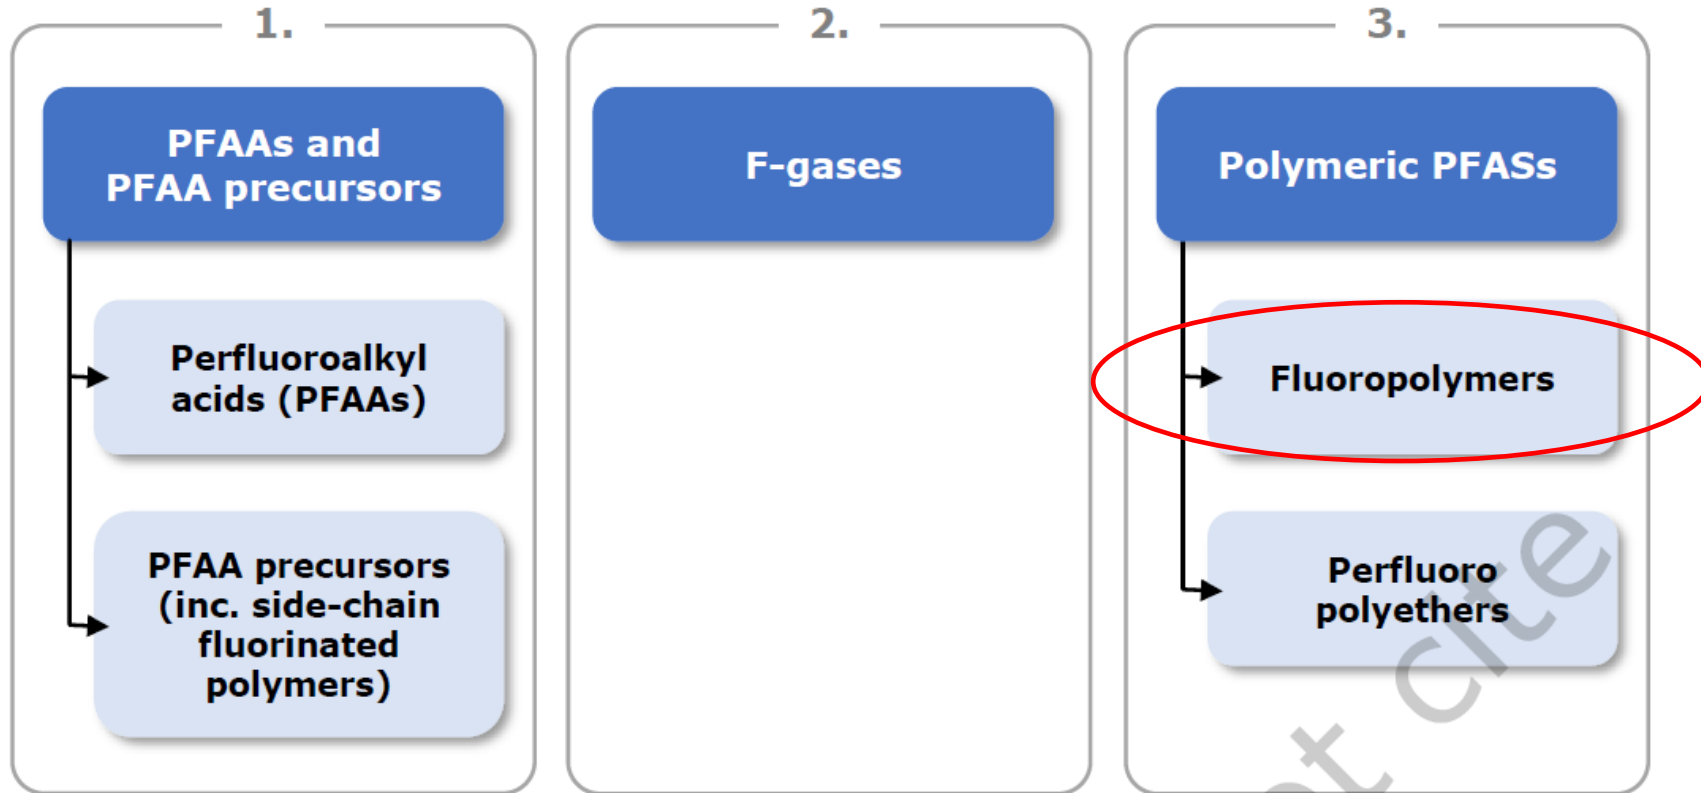 1.
PFAAs and
PFAA precursors
Perfluoroalkyl
acids (PFAAs)
PFAA precursors
(inc. side-chain
fluorinated
polymers)
2.
F-gases
3.
Polymeric PFASs
Fluoropolymers
Perfluoro
polyethers
cite